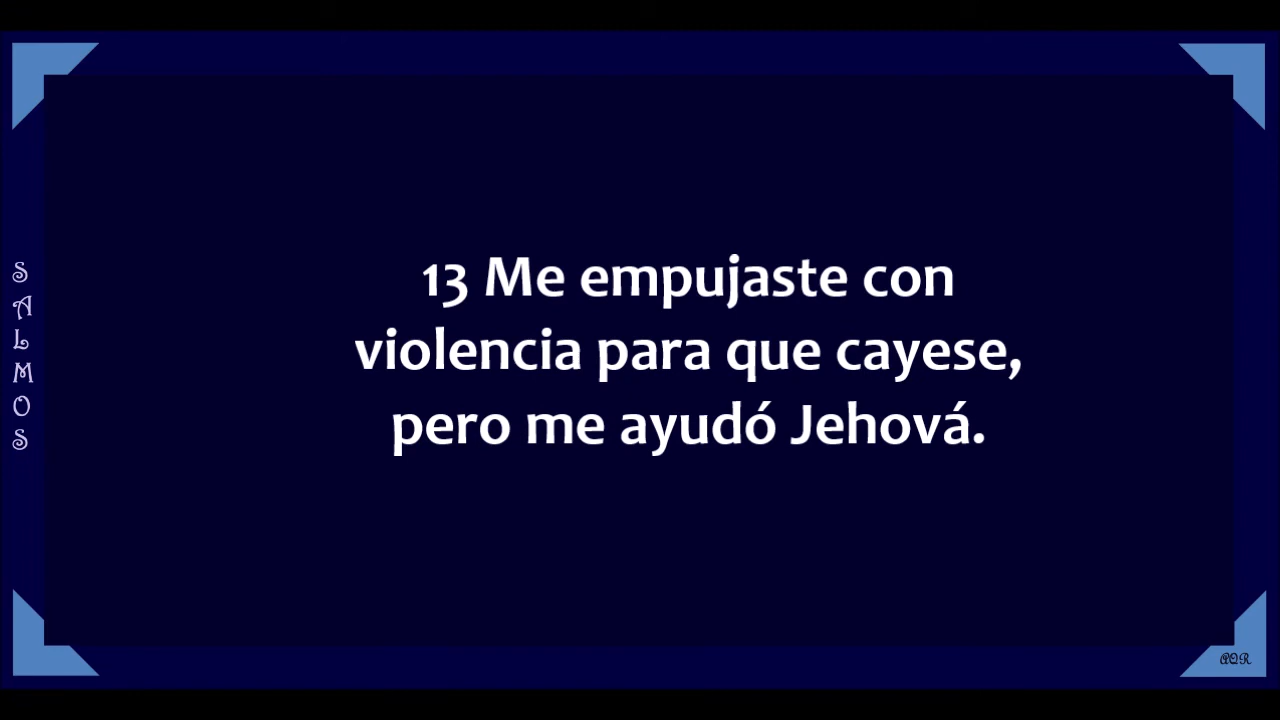 SALMOS
13 Me empujaste con
violencia para que cayese,
pero me ayudó Jehová.